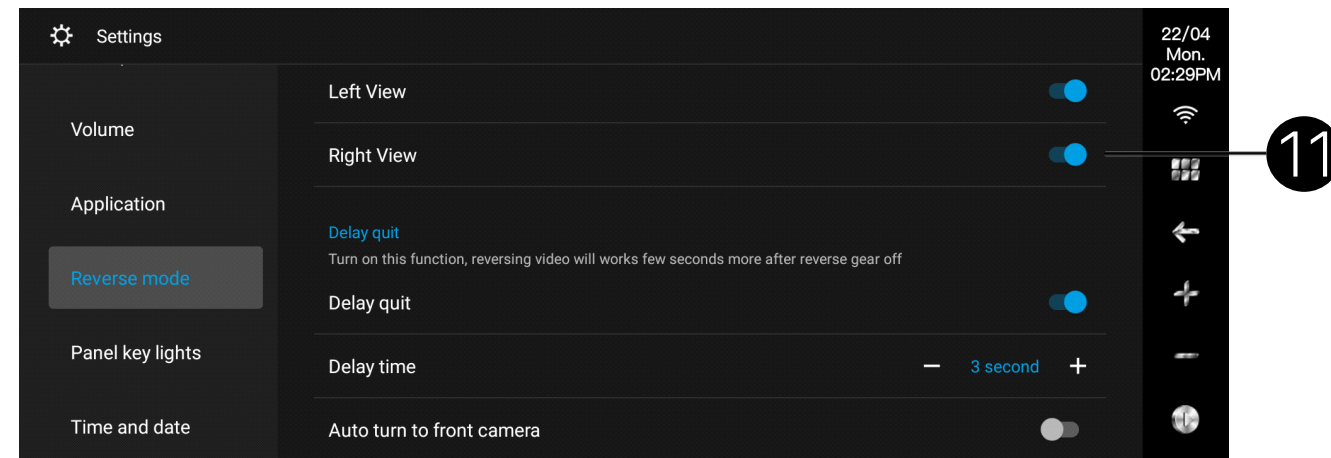 Settings
22/04
Mon.
02:29PM
Volume
Application
Reverse mode
Panel key lights
Time and date
Left View
Right View
11
Delay quit
Turn on this function, reversing video will works few seconds more after reverse gear off
Delay quit
Delay time
3 second
Auto turn to front camera